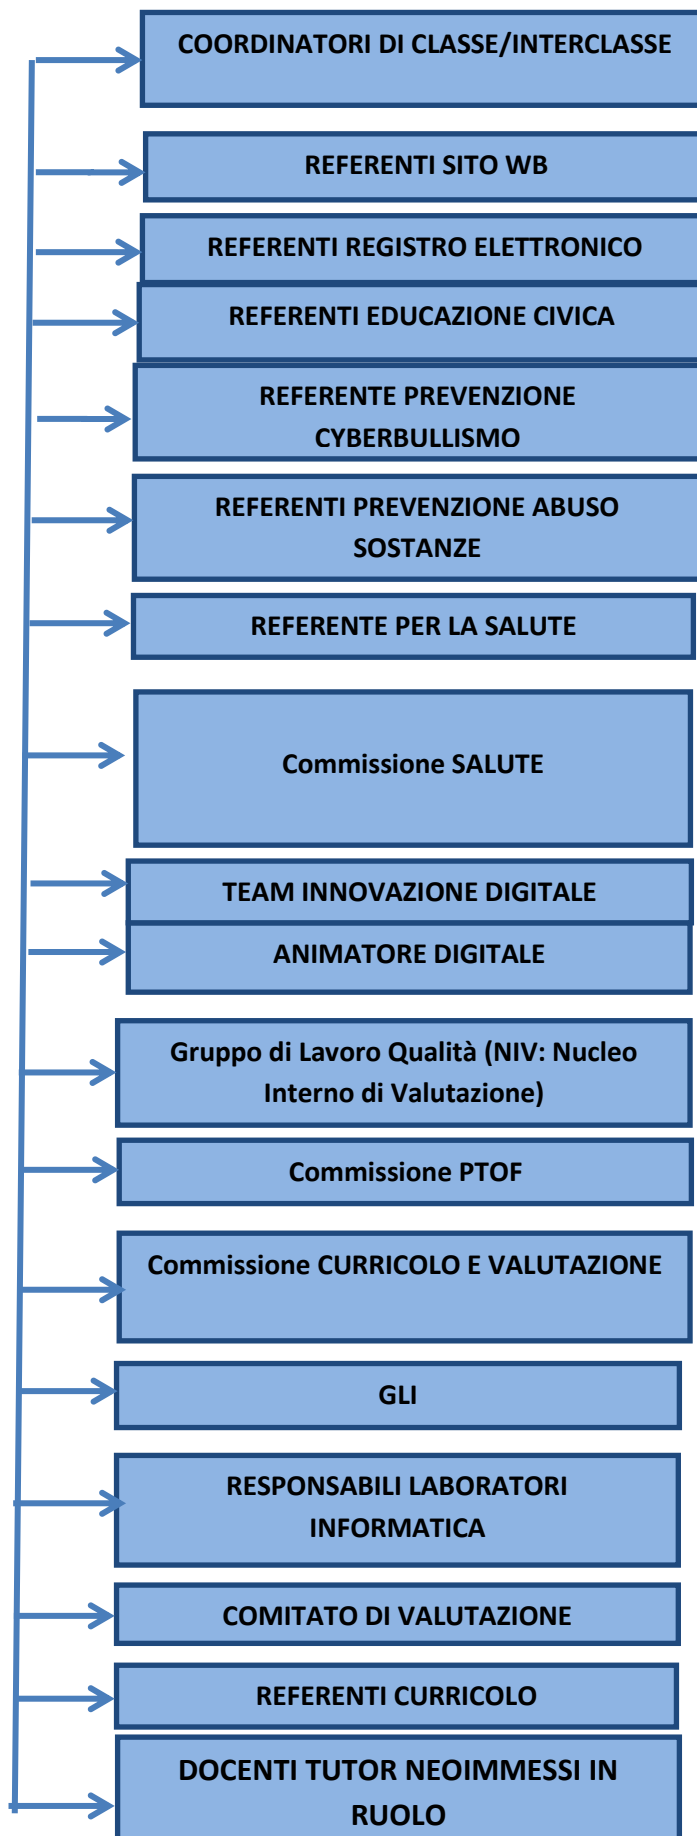 COORDINATORI DI CLASSE/INTERCLASSE
REFERENTI SITO WB
REFERENTI REGISTRO ELETTRONICO
REFERENTI EDUCAZIONE CIVICA
REFERENTE PREVENZIONE
CYBERBULLISMO
REFERENTI PREVENZIONE ABUSO
SOSTANZE
REFERENTE PER LA SALUTE
Commissione SALUTE
TEAM INNOVAZIONE DIGITALE
ANIMATORE DIGITALE
Gruppo di Lavoro Qualità (NIV: Nucleo
Interno di Valutazione)
Commissione PTOF
Commissione CURRICOLO E VALUTAZIONE
GLI
RESPONSABILI LABORATORI
INFORMATICA
COMITATO DI VALUTAZIONE
REFERENTI CURRICOLO
DOCENTI TUTOR NEOIMMESSI IN
RUOLO